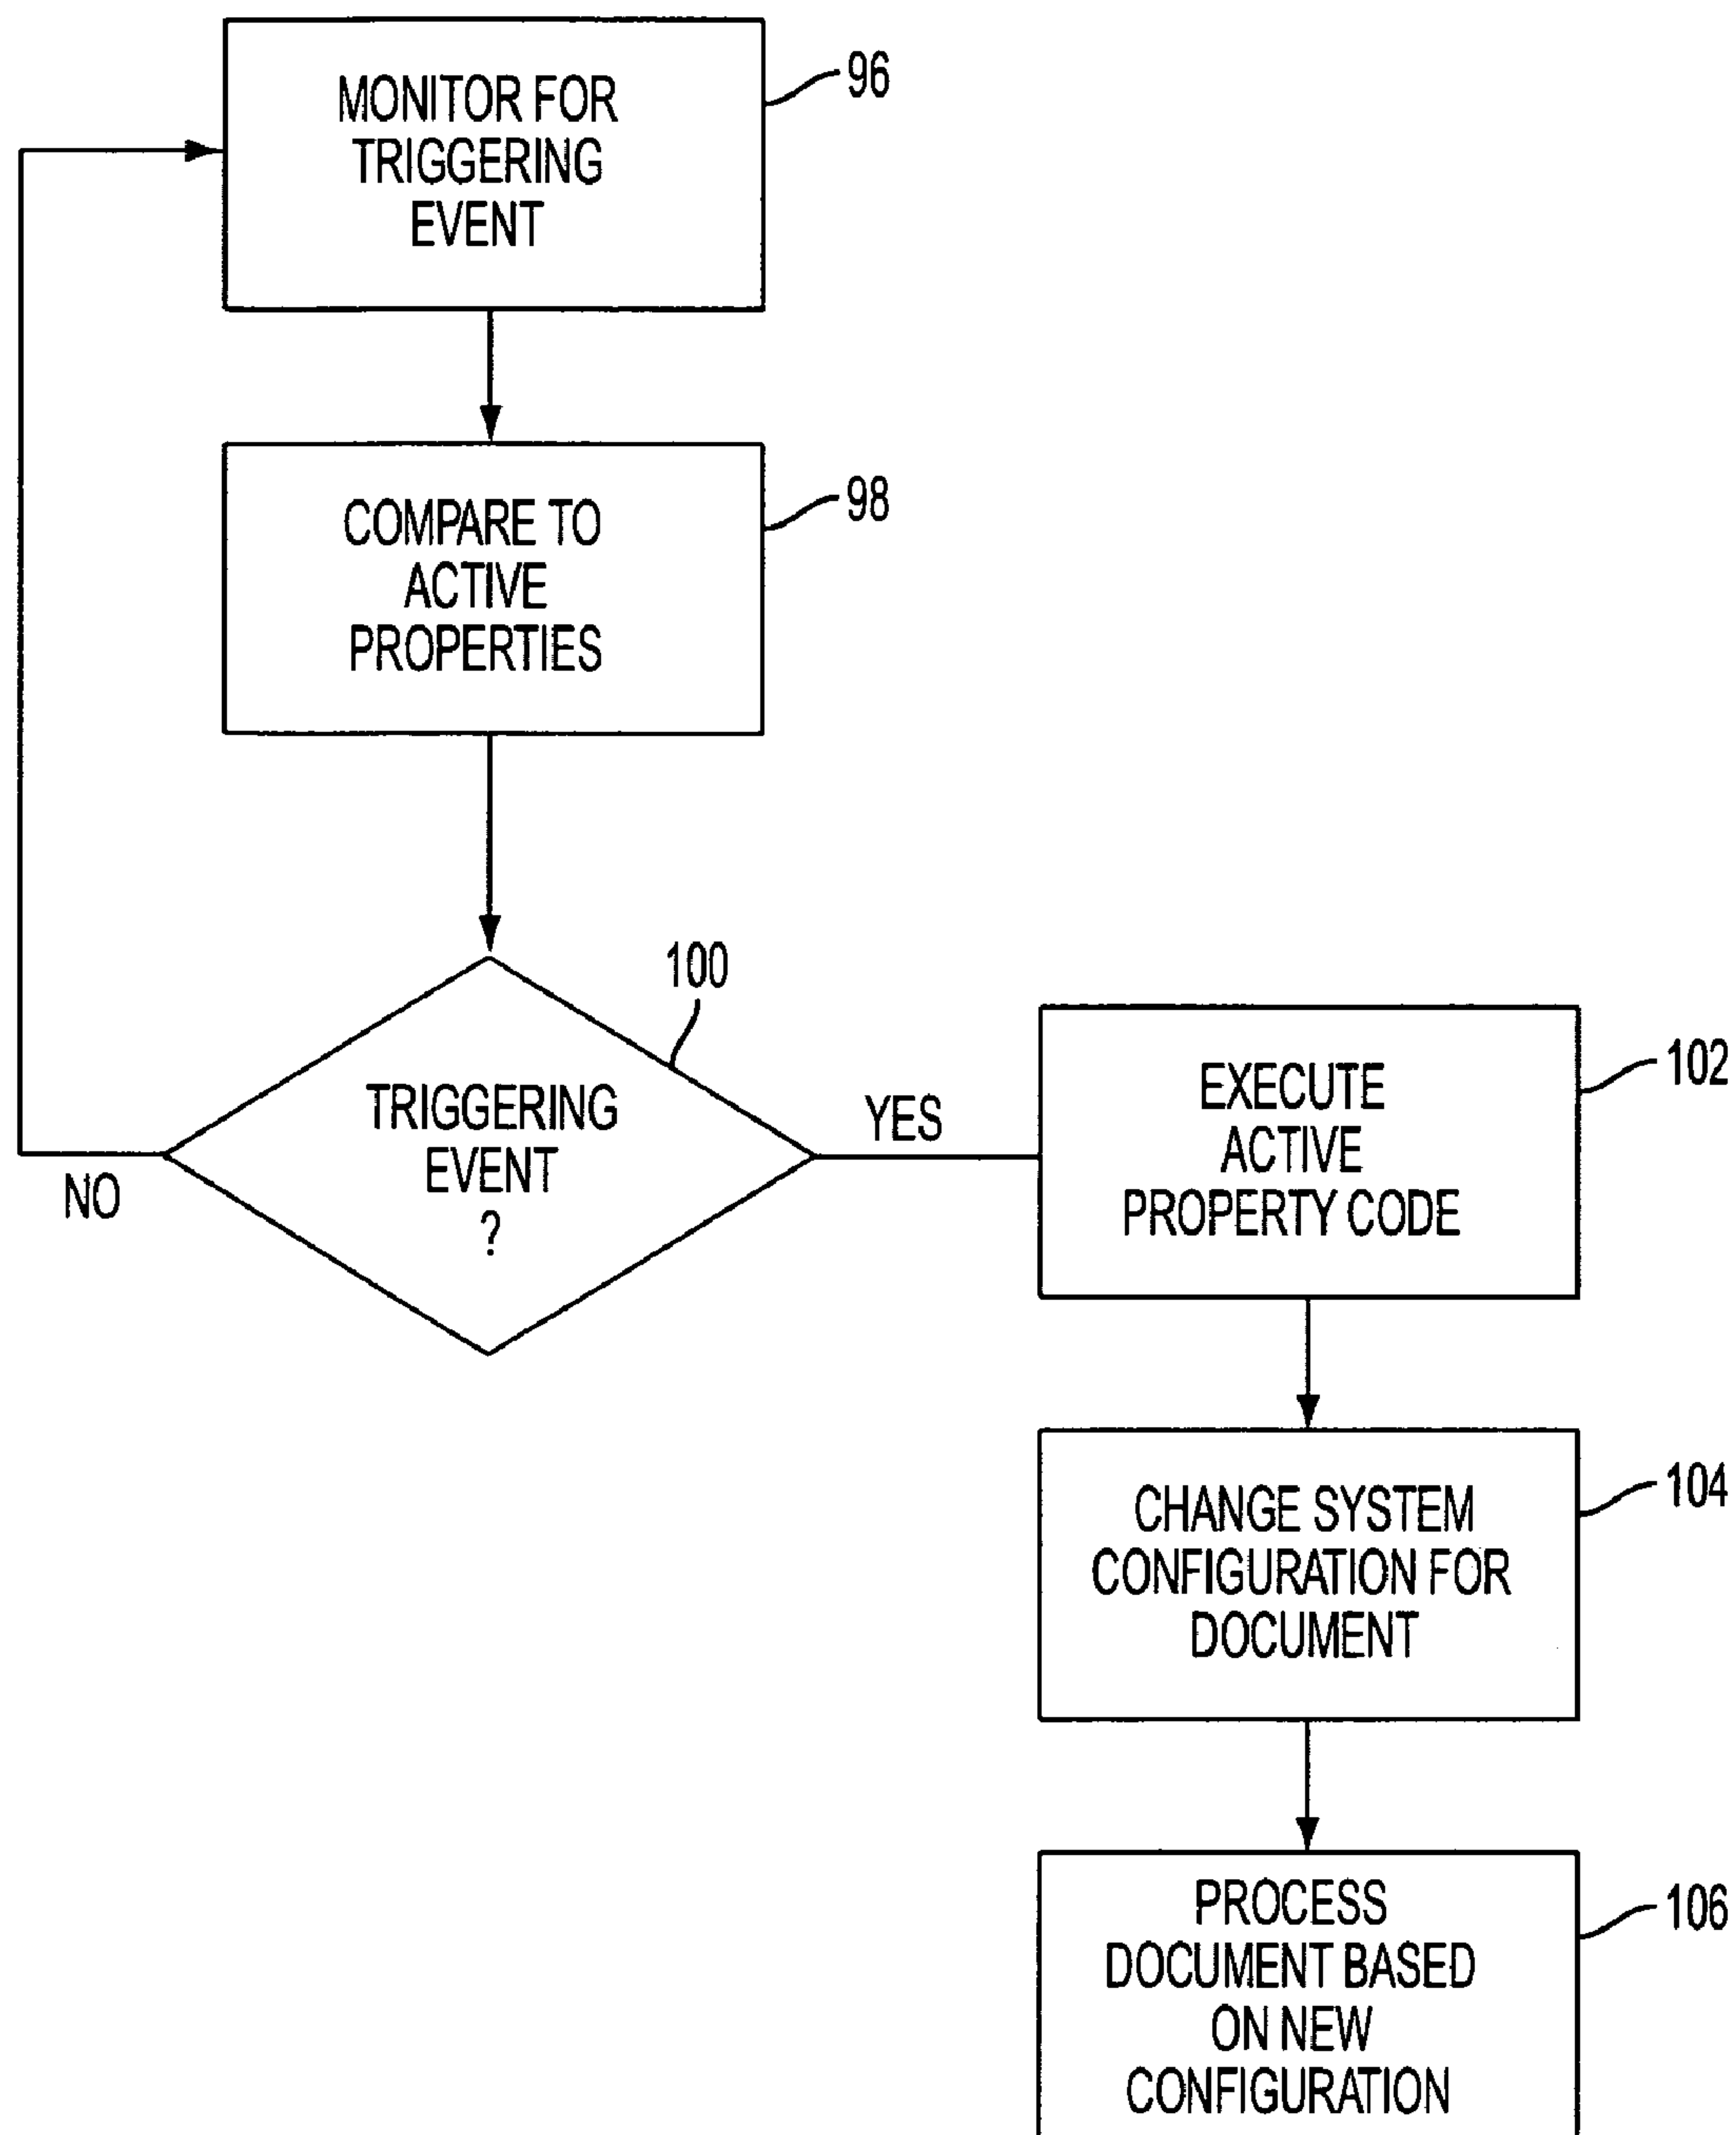 MONITOR FOR
TRIGGERING
EVENT
96
COMPARE TO
ACTIVE
PROPERTIES
98
100
TRIGGERING
EVENT
?
NO
YES
EXECUTE
ACTIVE
PROPERTY CODE
102
CHANGE SYSTEM
CONFIGURATION FOR
DOCUMENT
104
PROCESS
DOCUMENT BASED
ON NEW
CONFIGURATION
106